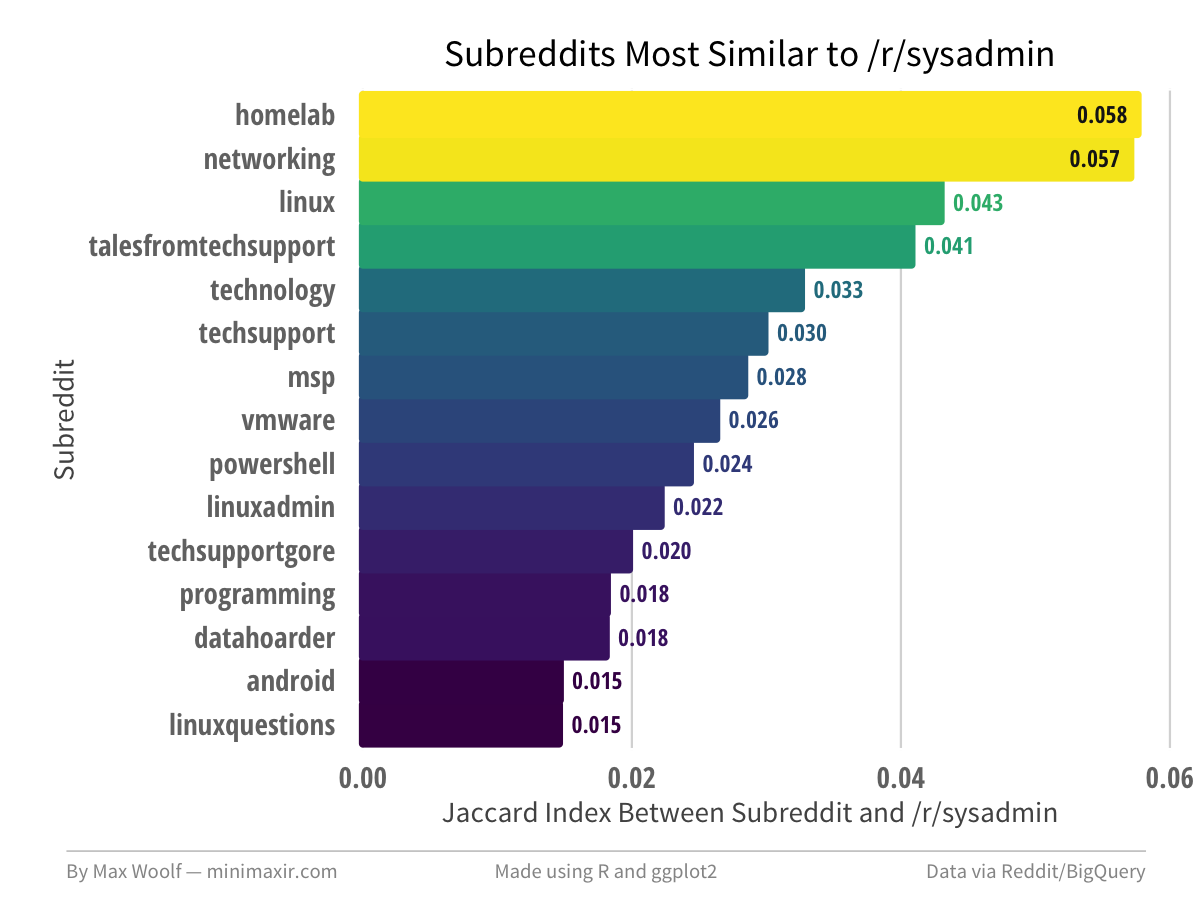 Subreddits Most Similar to /r/sysadmin
homelab 0.058
networking 0.057
linux 0.043
talesfromtechsupport 0.041
technology 0.033
techsupport 0.030
msp 0.028
vmware 0.026
powershell 0.024
linuxadmin 0.022
techsupportgore 0.020
programming 0.018
datahoarder 0.018
android 0.015
linuxquestions 0.015
Subreddit
0.00 0.02 0.04 0.06
Jaccard Index Between Subreddit and /r/sysadmin
By Max Woolf — minimaxir.com Made using R and ggplot2 Data via Reddit/BigQuery